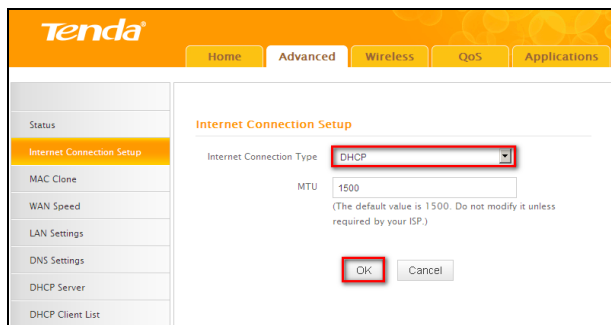 Tenda
Home Advanced Wireless QoS Applications
Status
Internet Connection Setup
MAC Clone
WAN Speed
LAN Settings
DNS Settings
DHCP Server
DHCP Client List
Internet Connection Setup
Internet Connection Type DHCP
MTU 1500
(The default value is 1500. Do not modify it unless
required by your ISP.)
OK Cancel